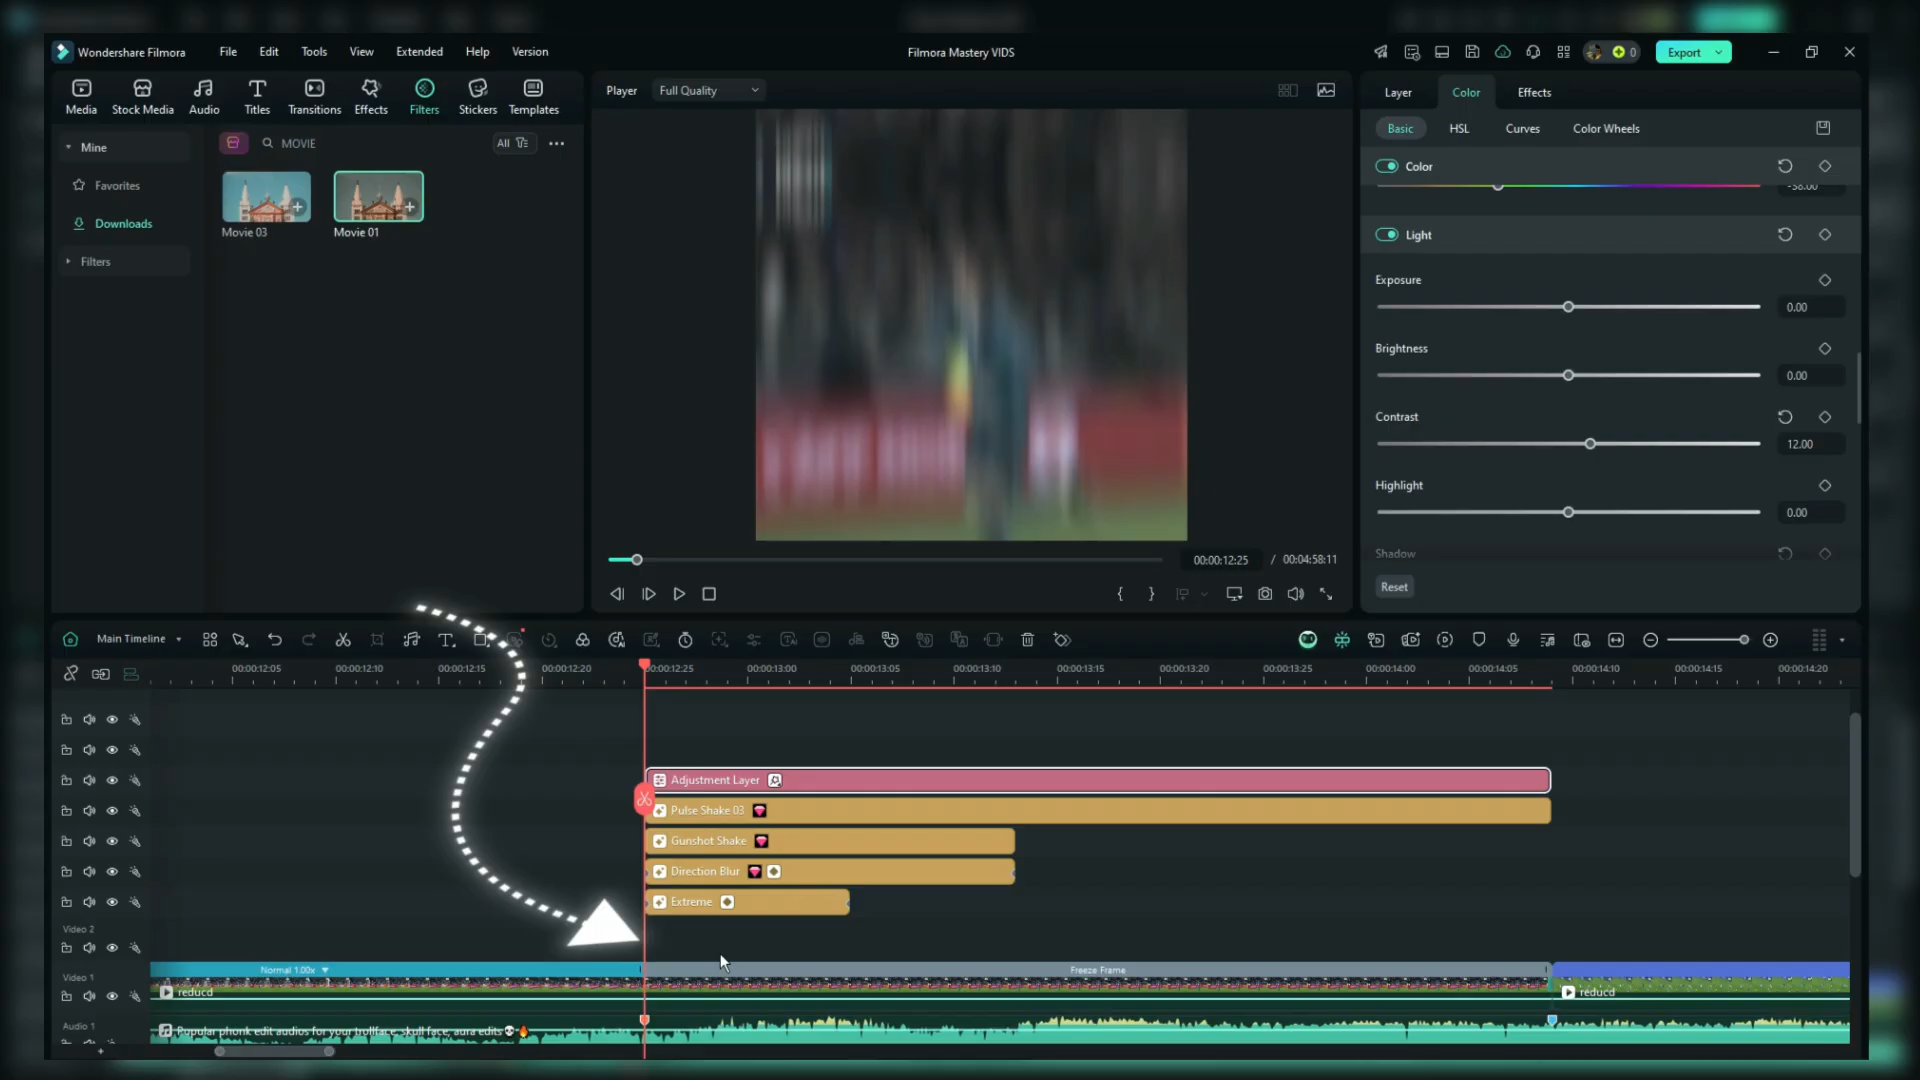 Wondershare Filmora File Edit Tools View Extended Help Version
Filmora Mastery VIDS
0 Export
Media Stock Media Audio Titles Transitions Effects Filters Stickers Templates
Mine
Favorites
Downloads
Filters
MOVIE
All
Movie 03
Movie 01
Player Full Quality
00:00:12:25 / 00:04:58:11
Layer Color Effects
Basic HSL Curves Color Wheels
Color
-38.00
Light
Exposure
0.00
Brightness
0.00
Contrast
12.00
Highlight
0.00
Shadow
Reset
Main Timeline
00:00:12:05 00:00:12:10 00:00:12:15 00:00:12:20 00:00:12:25 00:00:13:00 00:00:13:05 00:00:13:10 00:00:13:15 00:00:13:20 00:00:13:25 00:00:14:00 00:00:14:05 00:00:14:10 00:00:14:15 00:00:14:20
Adjustment Layer
Pulse Shake 03
Gunshot Shake
Direction Blur
Extreme
Video 2
Video 1
Normal 1.00x
Freeze Frame
reducd
reducd
Audio 1
Popular phonk edit audios for your trollface, skull face, aura edits💀🔥